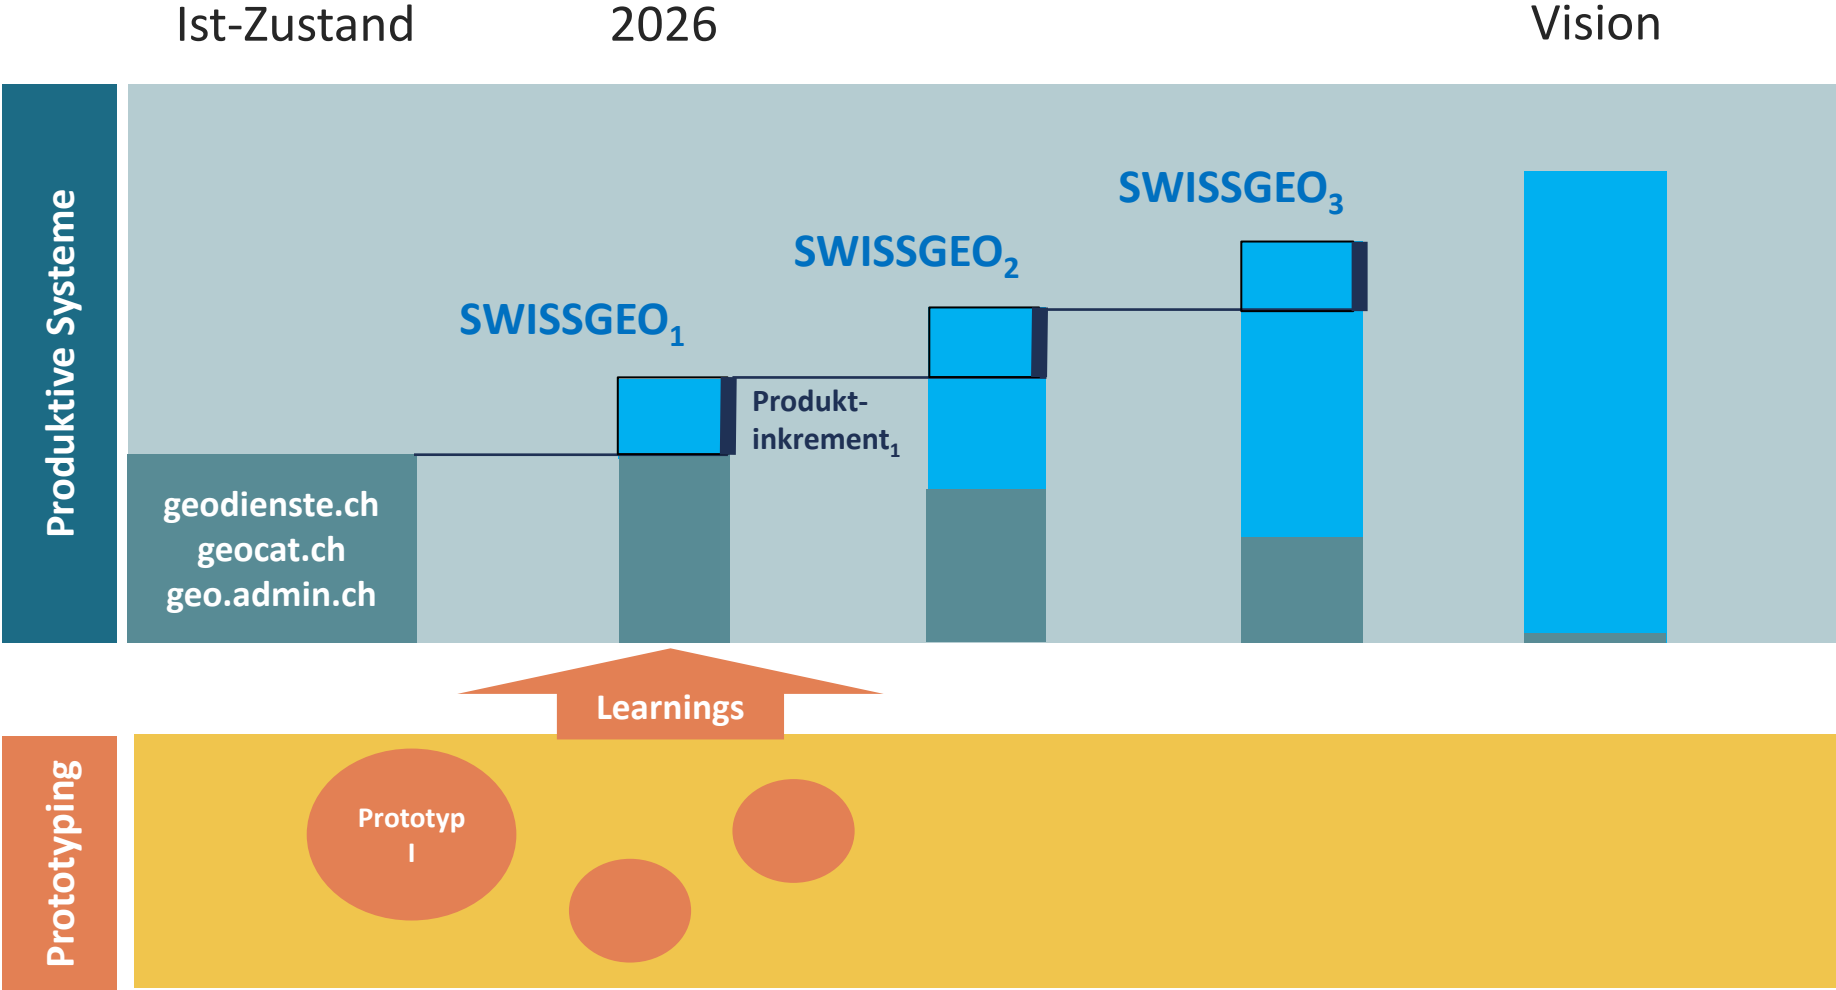 Ist-Zustand
2026
Vision
Produktive Systeme
SWISSGEO₁
SWISSGEO₂
SWISSGEO₃
Produkt-
inkrement₁
geodienste.ch
geocat.ch
geo.admin.ch
Learnings
Prototyping
Prototyp
I